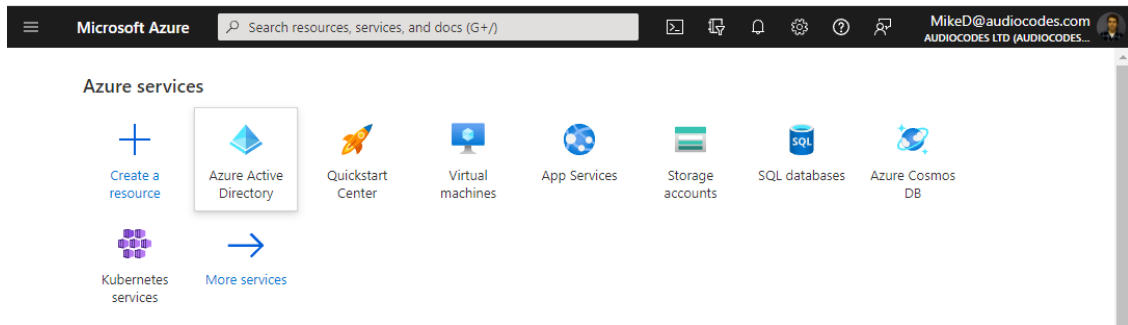 Microsoft Azure
Search resources, services, and docs (G+/)
MikeD@audiocodes.com
AUDIOCODES LTD (AUDIOCODES...
Azure services
Create a
resource
Azure Active
Directory
Quickstart
Center
Virtual
machines
App Services
Storage
accounts
SQL
SQL databases
Azure Cosmos
DB
Kubernetes
services
More services